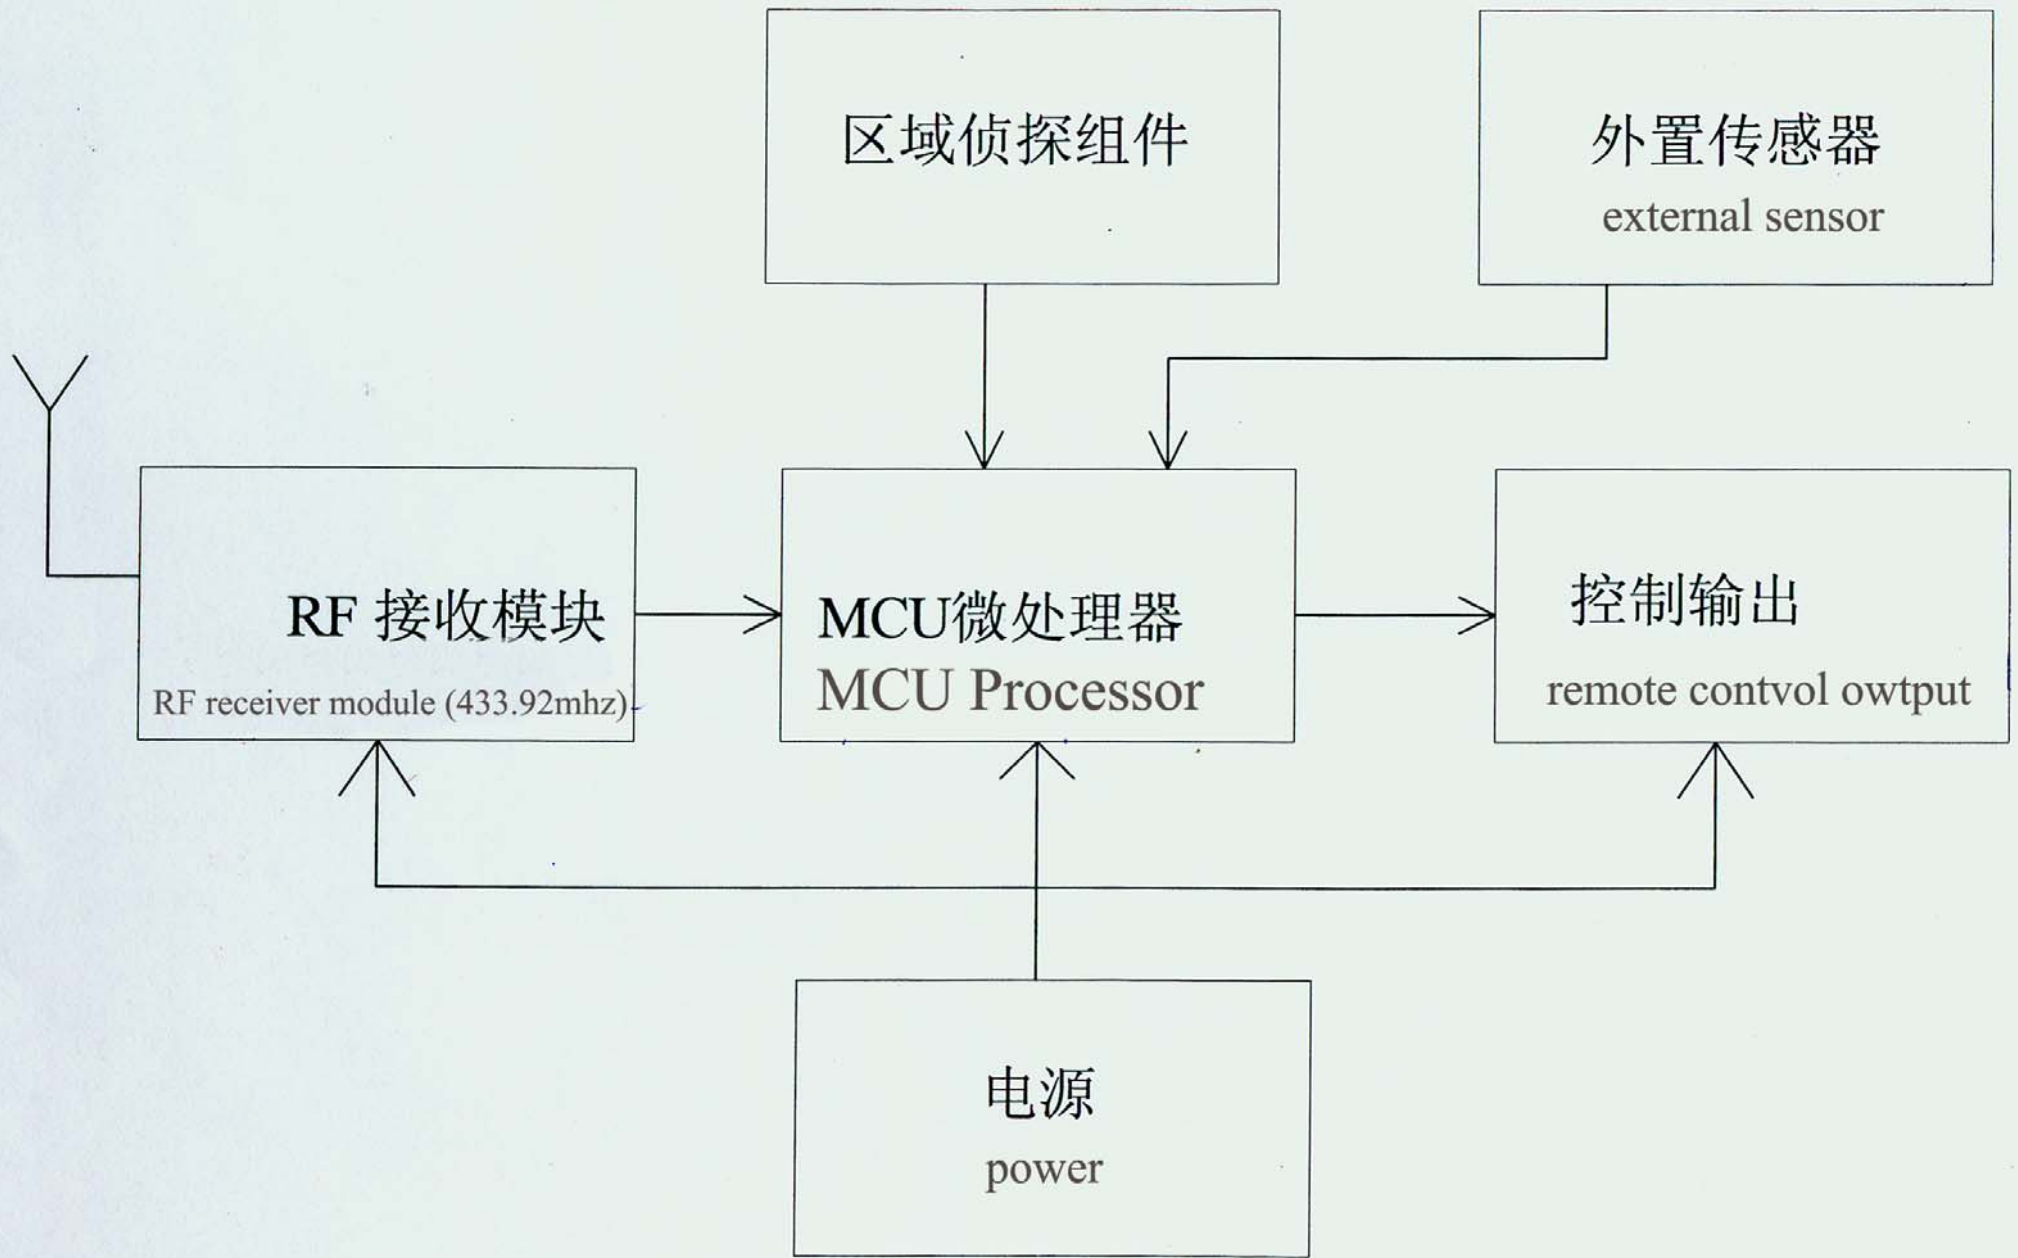 区域侦探组件
外置传感器
external sensor
RF 接收模块
RF receiver module (433.92mhz)
MCU微处理器
MCU Processor
控制输出
remote contvol owtput
电源
power